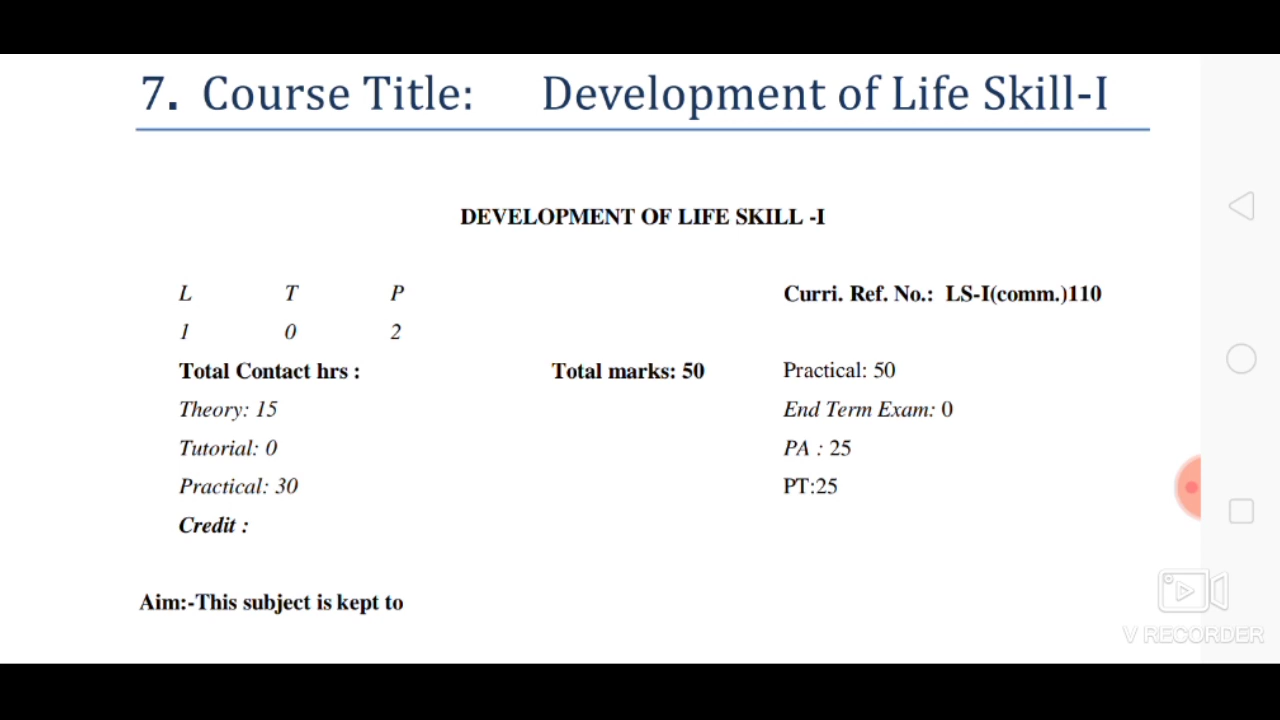 7. Course Title: Development of Life Skill-I
DEVELOPMENT OF LIFE SKILL -I
L T P Curri. Ref. No.: LS-I(comm.)110
1 0 2
Total Contact hrs : Total marks: 50 Practical: 50
Theory: 15 End Term Exam: 0
Tutorial: 0 PA : 25
Practical: 30 PT:25
Credit :
Aim:-This subject is kept to
V RECORDER